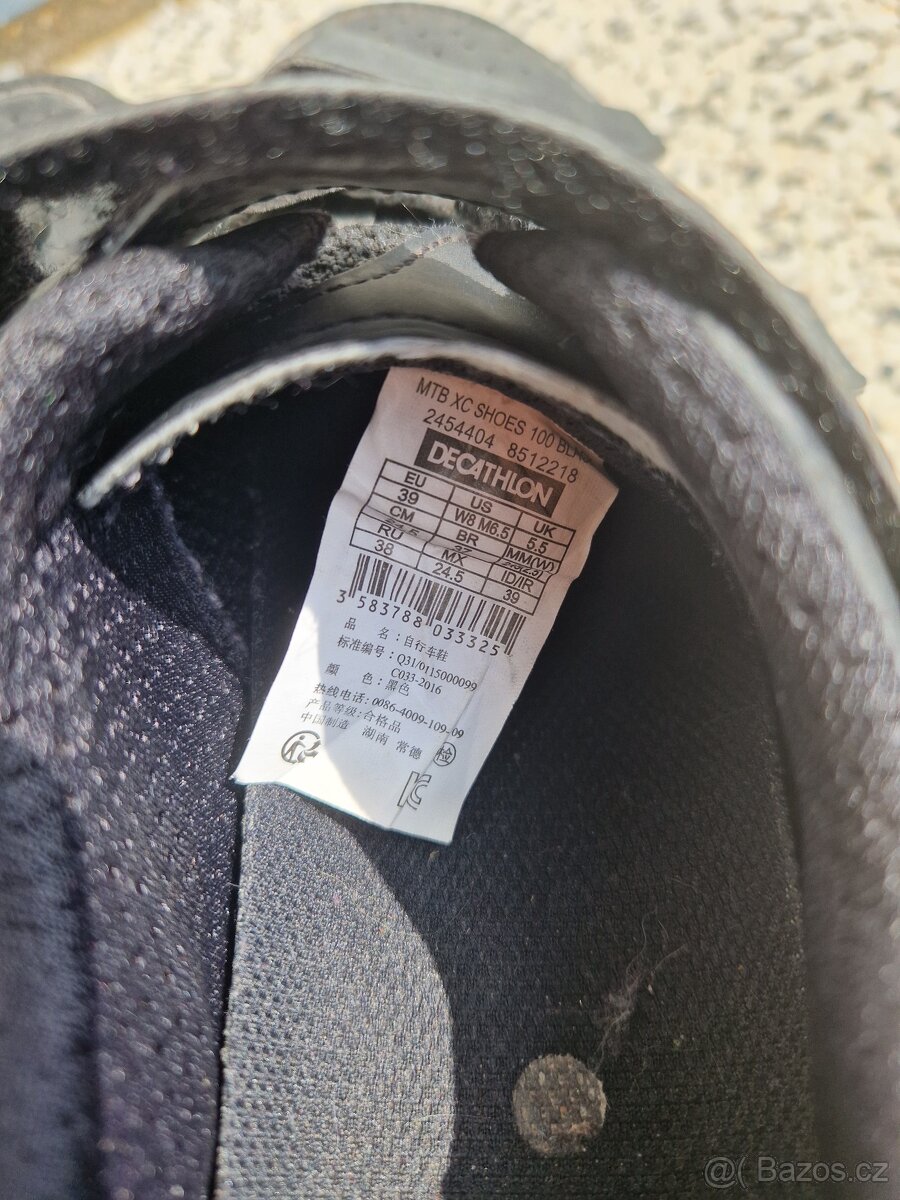 MTB XC SHOES 100
2454404 8512218
DECATHLON
EU US UK
39 W8 M6.5 5.5
CM BR MM(W)
RU MX ID/IR
38 24.5 39
3 583788 033325
品 名：自行车鞋
标准编号：Q31/0115000099
C033-2016
颜 色：黑色
热线电话：0086-4009-109-09
产品等级：合格品
中国制造 湖南 常德 检
@( Bazos.cz